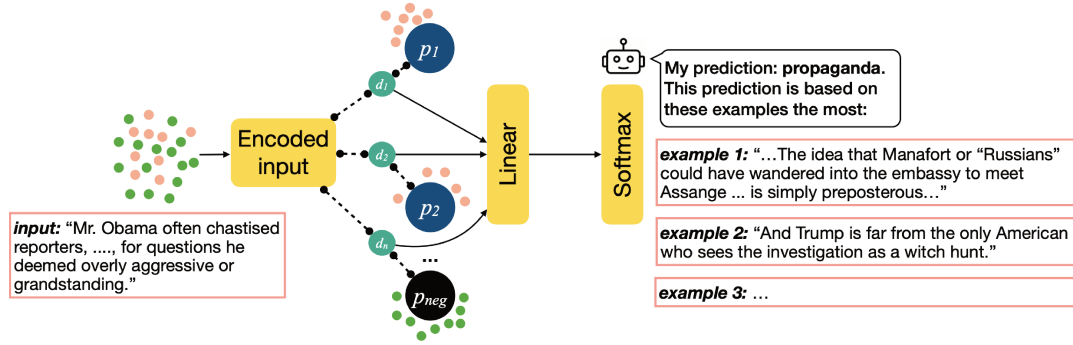 p1
d1
My prediction: propaganda.
This prediction is based on
these examples the most:
Encoded
input
d2
Linear
Softmax
example 1: “…The idea that Manafort or “Russians”
could have wandered into the embassy to meet
Assange ... is simply preposterous…”
p2
input: “Mr. Obama often chastised
reporters, ...., for questions he
deemed overly aggressive or
grandstanding.”
dn
...
example 2: “And Trump is far from the only American
who sees the investigation as a witch hunt.”
pneg
example 3: …